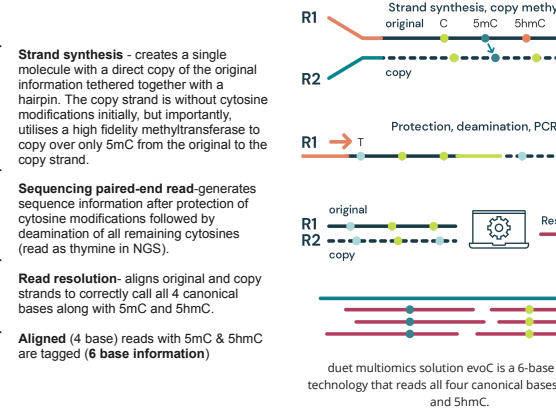 Strand synthesis - creates a single
molecule with a direct copy of the original
information tethered together with a
hairpin. The copy strand is without cytosine
modifications initially, but importantly,
utilises a high fidelity methyltransferase to
copy over only 5mC from the original to the
copy strand.
Sequencing paired-end read-generates
sequence information after protection of
cytosine modifications followed by
deamination of all remaining cytosines
(read as thymine in NGS).
Read resolution- aligns original and copy
strands to correctly call all 4 canonical
bases along with 5mC and 5hmC.
Aligned (4 base) reads with 5mC & 5hmC
are tagged (6 base information)
Strand synthesis, copy methy
R1 original C 5mC 5hmC
R2 copy
Protection, deamination, PCR
R1 T
original
R1
R2
copy
Res
duet multiomics solution evoC is a 6-base
technology that reads all four canonical bases
and 5hmC.